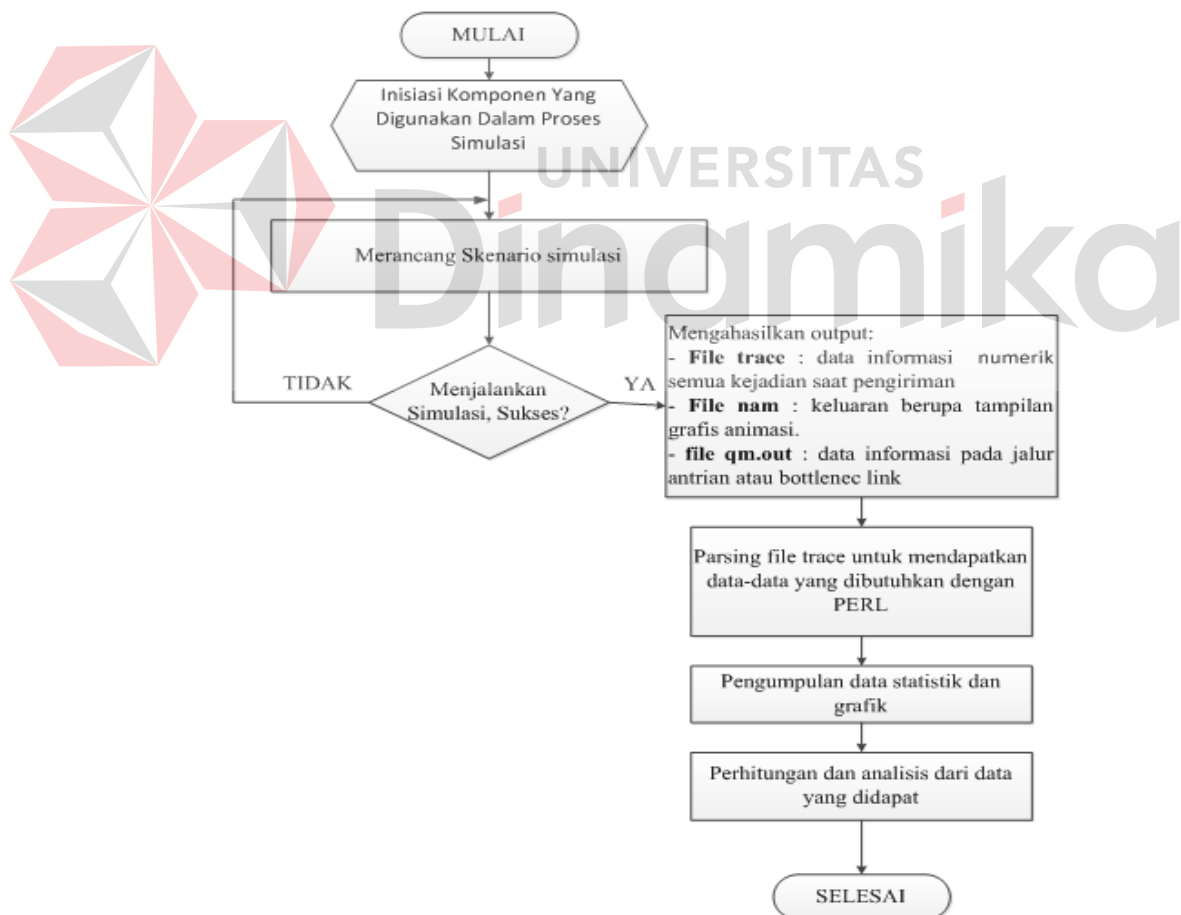 MULAI
Inisiasi Komponen Yang
Digunakan Dalam Proses
Simulasi
UNIVERSITAS
Dinamika
Merancang Skenario simulasi
Menjalankan
Simulasi, Sukses?
TIDAK
YA
Mengahasilkan output:
- File trace : data informasi numerik
semua kejadian saat pengiriman
- File nam : keluaran berupa tampilan
grafis animasi.
- file qm.out : data informasi pada jalur
antrian atau bottlenec link
Parsing file trace untuk mendapatkan
data-data yang dibutuhkan dengan
PERL
Pengumpulan data statistik dan
grafik
Perhitungan dan analisis dari data
yang didapat
SELESAI